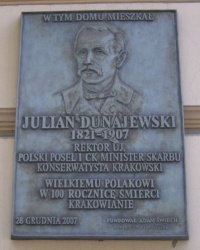 W TYM DOMU MIESZKAŁ
JULIAN DUNAJEWSKI
1821-1907
REKTOR UJ,
POLSKI POSEŁ I CK MINISTER SKARBU
KONSERWATYSTA KRAKOWSKI
WIELKIEMU POLAKOWI
W 100 ROCZNICĘ ŚMIERCI
KRAKOWIANIE
28 GRUDNIA 2007